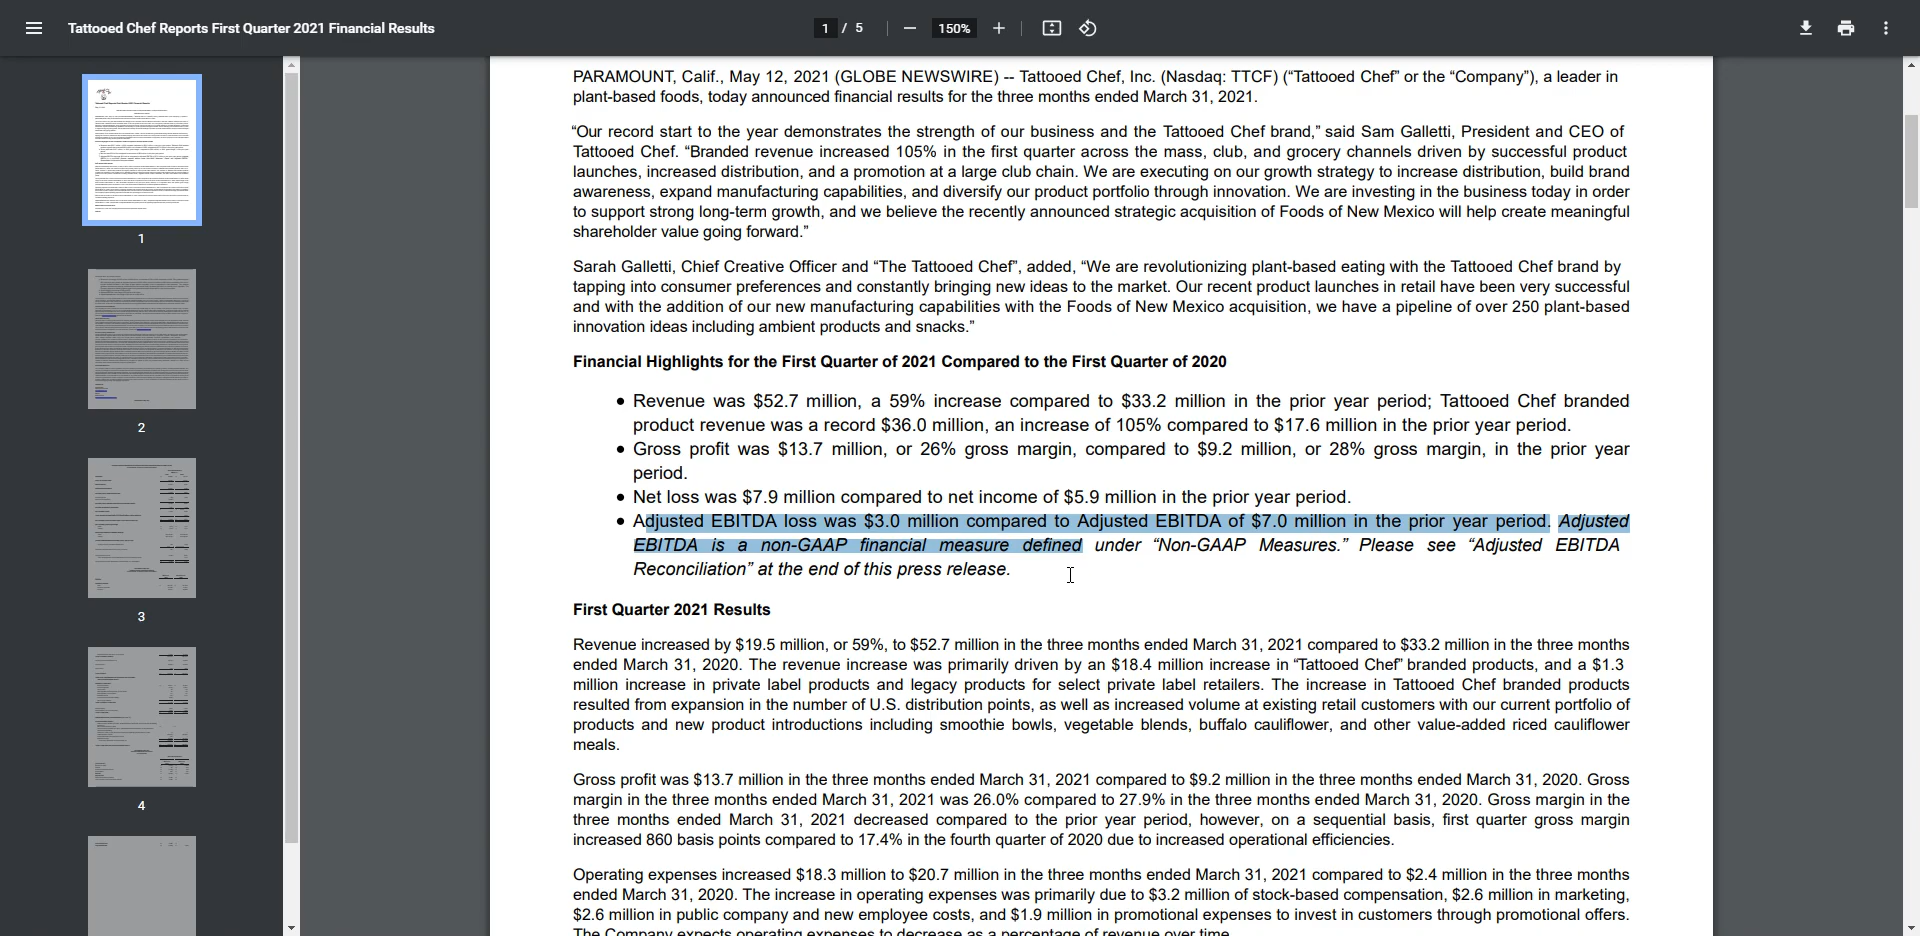 Tattooed Chef Reports First Quarter 2021 Financial Results
1 / 5
150%
1
2
3
4
PARAMOUNT, Calif., May 12, 2021 (GLOBE NEWSWIRE) -- Tattooed Chef, Inc. (Nasdaq: TTCF) (“Tattooed Chef” or the “Company”), a leader in
plant-based foods, today announced financial results for the three months ended March 31, 2021.
“Our record start to the year demonstrates the strength of our business and the Tattooed Chef brand,” said Sam Galletti, President and CEO of
Tattooed Chef. “Branded revenue increased 105% in the first quarter across the mass, club, and grocery channels driven by successful product
launches, increased distribution, and a promotion at a large club chain. We are executing on our growth strategy to increase distribution, build brand
awareness, expand manufacturing capabilities, and diversify our product portfolio through innovation. We are investing in the business today in order
to support strong long-term growth, and we believe the recently announced strategic acquisition of Foods of New Mexico will help create meaningful
shareholder value going forward.”
Sarah Galletti, Chief Creative Officer and “The Tattooed Chef”, added, “We are revolutionizing plant-based eating with the Tattooed Chef brand by
tapping into consumer preferences and constantly bringing new ideas to the market. Our recent product launches in retail have been very successful
and with the addition of our new manufacturing capabilities with the Foods of New Mexico acquisition, we have a pipeline of over 250 plant-based
innovation ideas including ambient products and snacks.”
Financial Highlights for the First Quarter of 2021 Compared to the First Quarter of 2020
• Revenue was $52.7 million, a 59% increase compared to $33.2 million in the prior year period; Tattooed Chef branded
product revenue was a record $36.0 million, an increase of 105% compared to $17.6 million in the prior year period.
• Gross profit was $13.7 million, or 26% gross margin, compared to $9.2 million, or 28% gross margin, in the prior year
period.
• Net loss was $7.9 million compared to net income of $5.9 million in the prior year period.
• Adjusted EBITDA loss was $3.0 million compared to Adjusted EBITDA of $7.0 million in the prior year period. Adjusted
EBITDA is a non-GAAP financial measure defined under “Non-GAAP Measures.” Please see “Adjusted EBITDA
Reconciliation” at the end of this press release.
First Quarter 2021 Results
Revenue increased by $19.5 million, or 59%, to $52.7 million in the three months ended March 31, 2021 compared to $33.2 million in the three months
ended March 31, 2020. The revenue increase was primarily driven by an $18.4 million increase in “Tattooed Chef” branded products, and a $1.3
million increase in private label products and legacy products for select private label retailers. The increase in Tattooed Chef branded products
resulted from expansion in the number of U.S. distribution points, as well as increased volume at existing retail customers with our current portfolio of
products and new product introductions including smoothie bowls, vegetable blends, buffalo cauliflower, and other value-added riced cauliflower
meals.
Gross profit was $13.7 million in the three months ended March 31, 2021 compared to $9.2 million in the three months ended March 31, 2020. Gross
margin in the three months ended March 31, 2021 was 26.0% compared to 27.9% in the three months ended March 31, 2020. Gross margin in the
three months ended March 31, 2021 decreased compared to the prior year period, however, on a sequential basis, first quarter gross margin
increased 860 basis points compared to 17.4% in the fourth quarter of 2020 due to increased operational efficiencies.
Operating expenses increased $18.3 million to $20.7 million in the three months ended March 31, 2021 compared to $2.4 million in the three months
ended March 31, 2020. The increase in operating expenses was primarily due to $3.2 million of stock-based compensation, $2.6 million in marketing,
$2.6 million in public company and new employee costs, and $1.9 million in promotional expenses to invest in customers through promotional offers.
The Company expects operating expenses to decrease as a percentage of revenue over time.